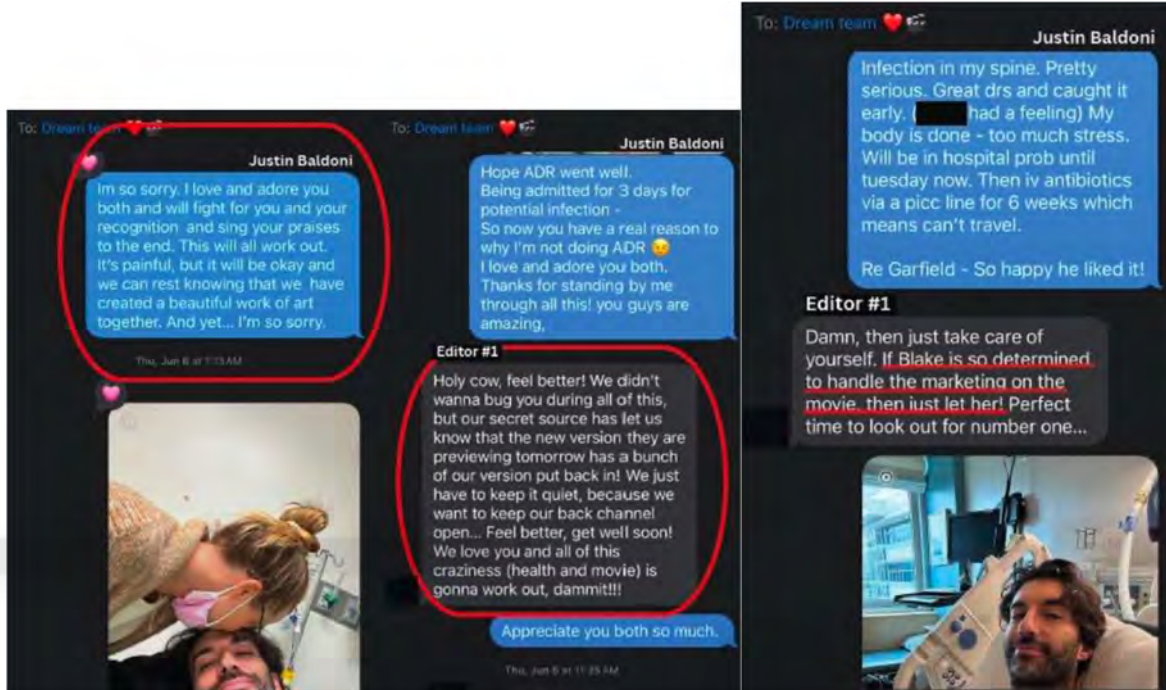 To: Dream team ❤️🎬
Justin Baldoni
Im so sorry. I love and adore you
both and will fight for you and your
recognition and sing your praises
to the end. This will all work out.
It's painful, but it will be okay and
we can rest knowing that we have
created a beautiful work of art
together. And yet... I'm so sorry.
Thu, Jun 6 at 7:13 AM
To: Dream team ❤️🎬
Justin Baldoni
Hope ADR went well.
Being admitted for 3 days for
potential infection -
So now you have a real reason to
why I'm not doing ADR 😉
I love and adore you both.
Thanks for standing by me
through all this! you guys are
amazing,
Editor #1
Holy cow, feel better! We didn't
wanna bug you during all of this,
but our secret source has let us
know that the new version they are
previewing tomorrow has a bunch
of our version put back in! We just
have to keep it quiet, because we
want to keep our back channel
open... Feel better, get well soon!
We love you and all of this
craziness (health and movie) is
gonna work out, dammit!!!
Appreciate you both so much.
Thu, Jun 6 at 11:35 AM
To: Dream team ❤️🎬
Justin Baldoni
Infection in my spine. Pretty
serious. Great drs and caught it
early. ( had a feeling) My
body is done - too much stress.
Will be in hospital prob until
tuesday now. Then iv antibiotics
via a picc line for 6 weeks which
means can't travel.
Re Garfield - So happy he liked it!
Editor #1
Damn, then just take care of
yourself. If Blake is so determined
to handle the marketing on the
movie, then just let her! Perfect
time to look out for number one...